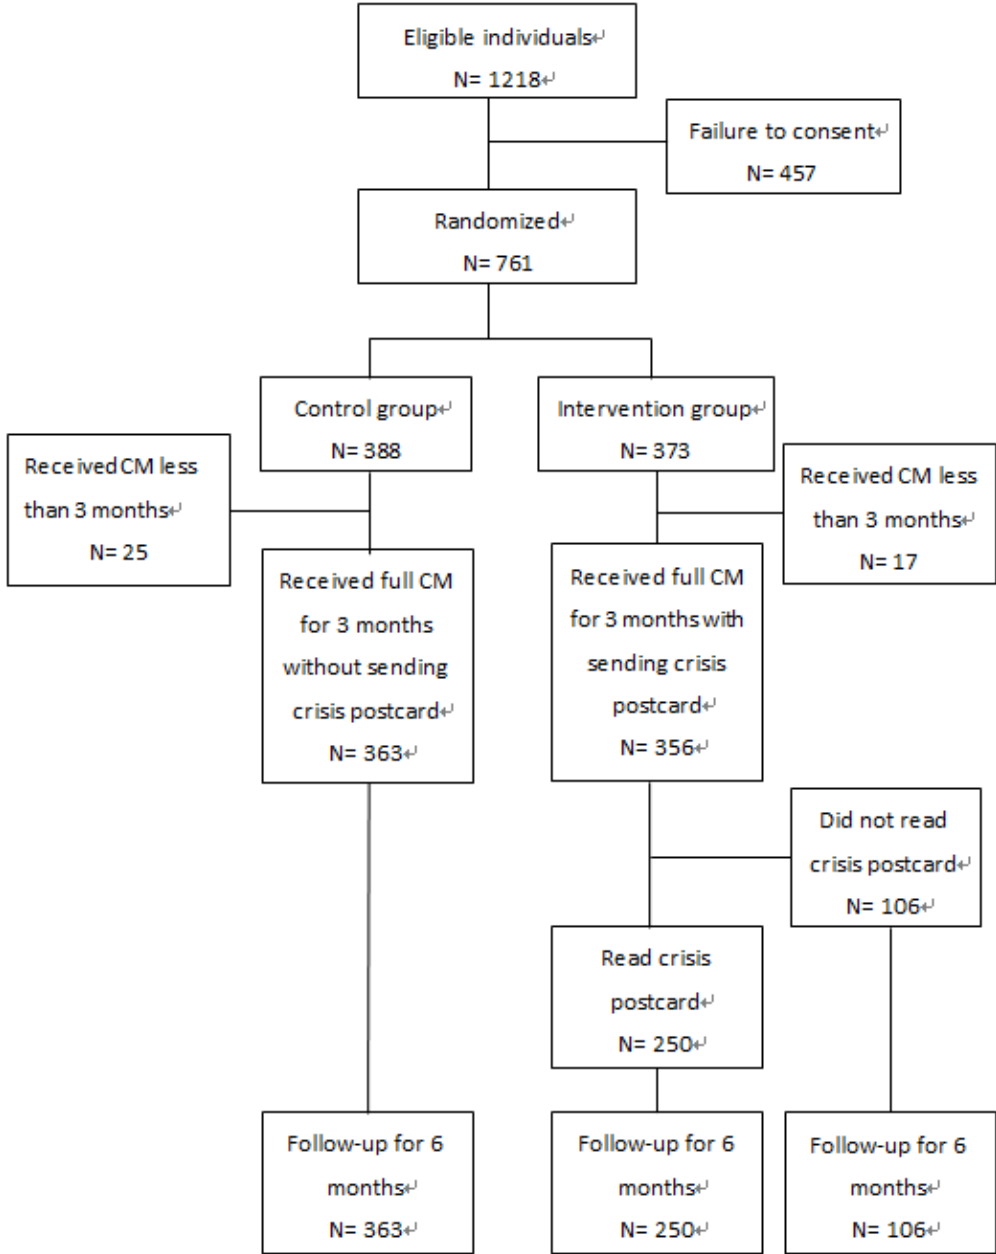 Eligible individuals↵
N= 1218↵
Failure to consent↵
N= 457
Randomized↵
N= 761
Control group↵
N= 388
Intervention group↵
N= 373
Received CM less
than 3 months↵
N= 25
Received CM less
than 3 months↵
N= 17
Received full CM
for 3 months
without sending
crisis postcard↵
N= 363↵
Received full CM
for 3 months with
sending crisis
postcard↵
N= 356↵
Did not read
crisis postcard↵
N= 106↵
Read crisis
postcard↵
N= 250↵
Follow-up for 6
months↵
N= 363↵
Follow-up for 6
months↵
N= 250↵
Follow-up for 6
months↵
N= 106↵